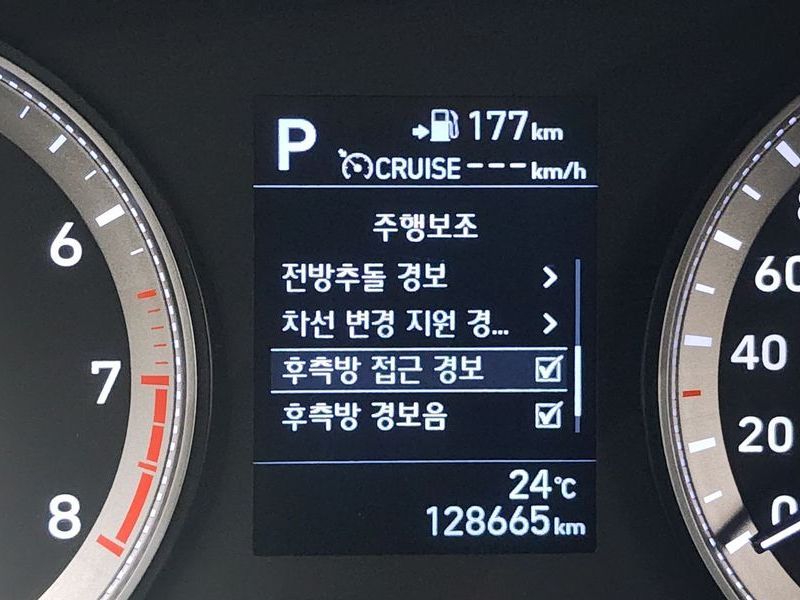 P
177km
CRUISE---km/h
주행보조
전방추돌 경보
차선 변경 지원 경...
후측방 접근 경보
후측방 경보음
24°C
128665km
6
7
8
60
40
20
0